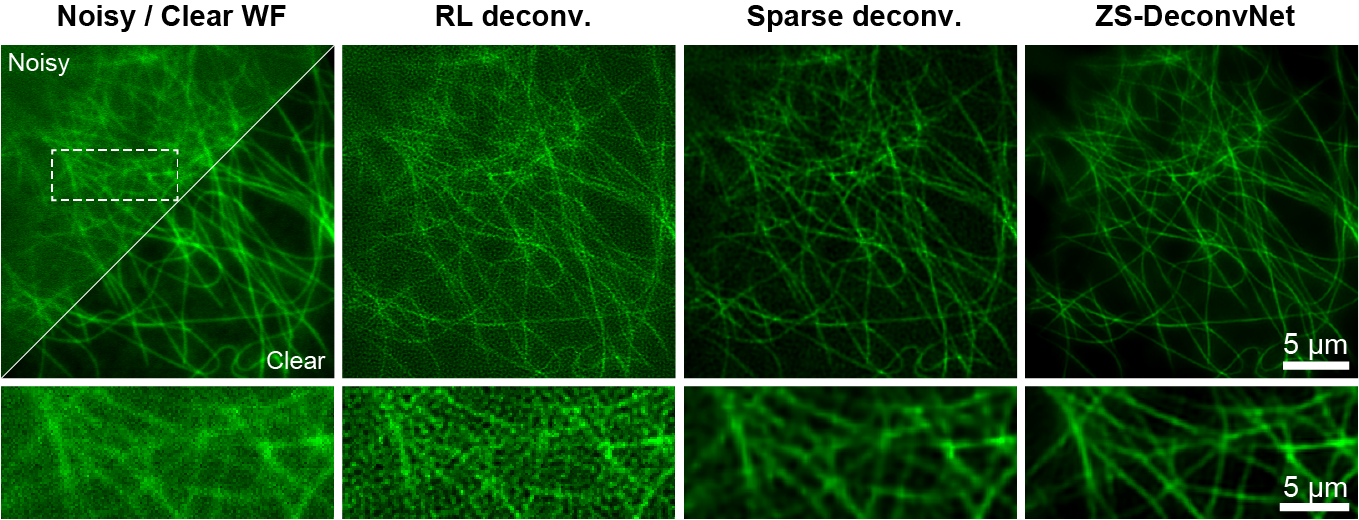 Noisy / Clear WF
RL deconv.
Sparse deconv.
ZS-DeconvNet
Noisy
Clear
5 μm
5 μm